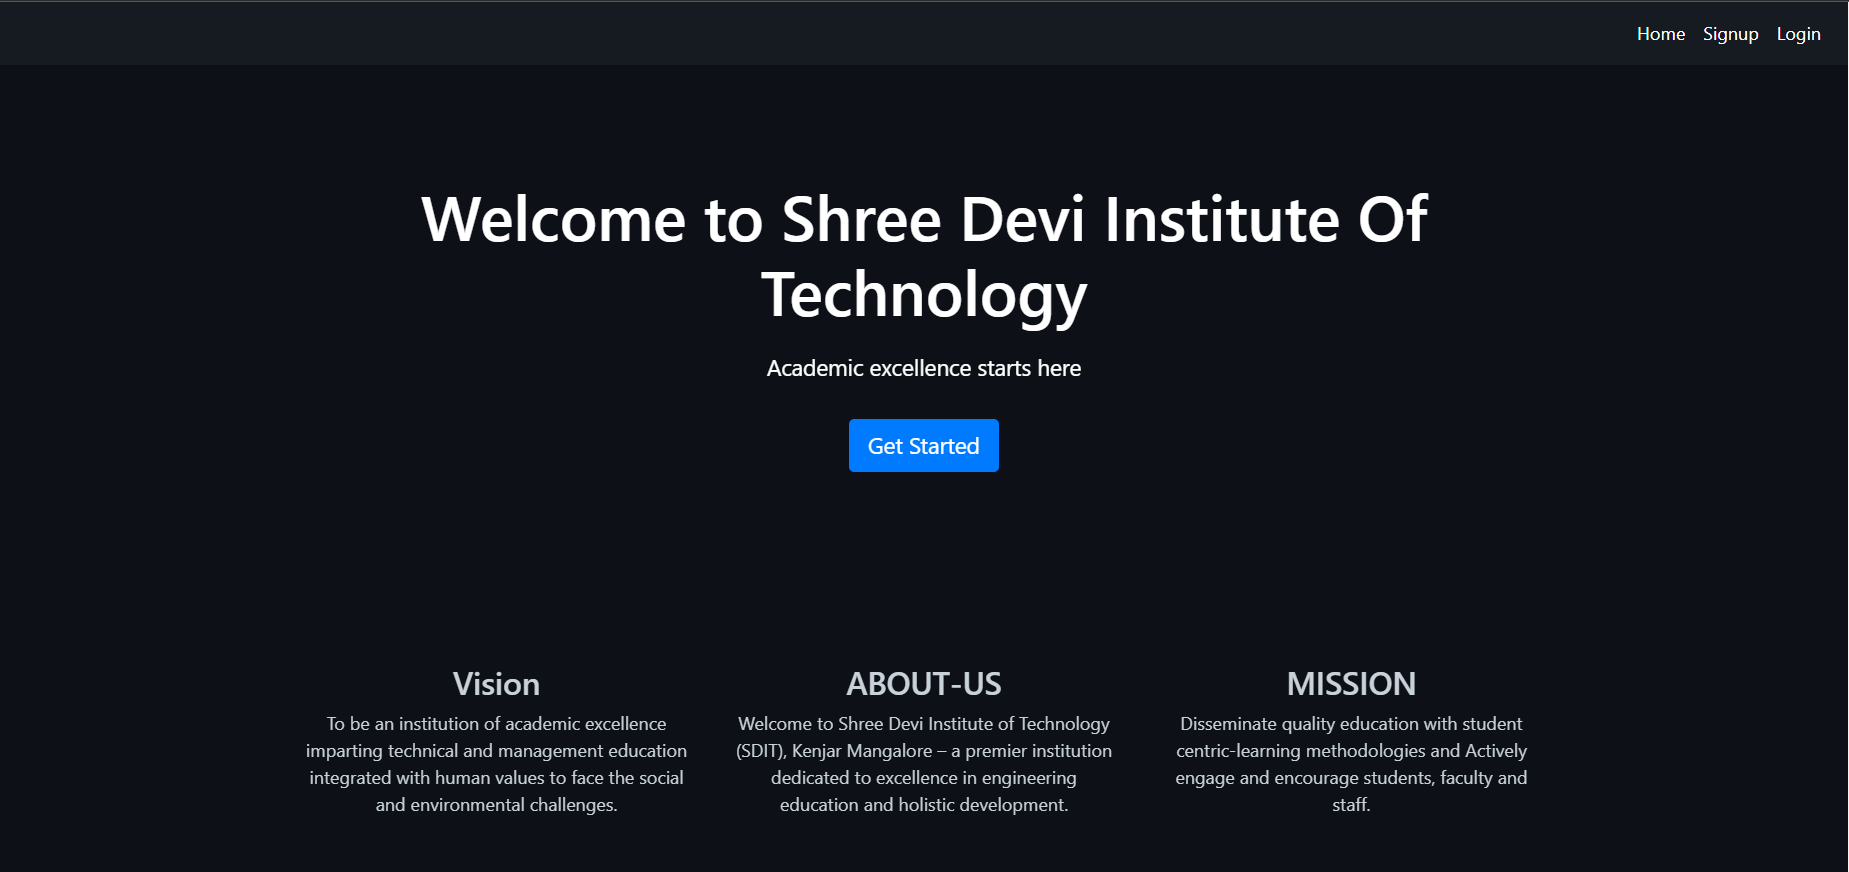 Home Signup Login
Welcome to Shree Devi Institute Of
Technology
Academic excellence starts here
Get Started
Vision
To be an institution of academic excellence
imparting technical and management education
integrated with human values to face the social
and environmental challenges.
ABOUT-US
Welcome to Shree Devi Institute of Technology
(SDIT), Kenjar Mangalore – a premier institution
dedicated to excellence in engineering
education and holistic development.
MISSION
Disseminate quality education with student
centric-learning methodologies and Actively
engage and encourage students, faculty and
staff.